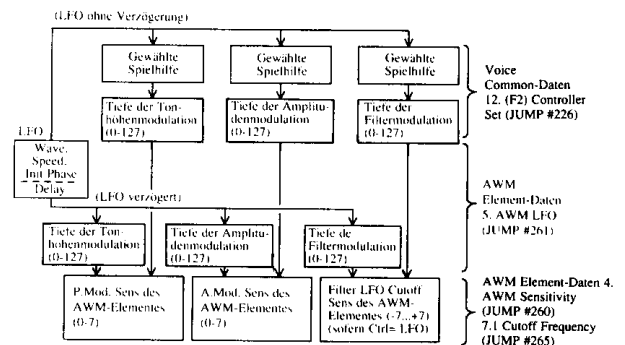 (LFO ohne Verzögerung)
Gewählte
Spielhilfe
Gewählte
Spielhilfe
Gewählte
Spielhilfe
Tiefe der Ton-
höhenmodulation
(0-127)
Tiefe der Amplitu-
denmodulation
(0-127)
Tiefe der
Filtermodulation
(0-127)
Voice
Common-Daten
12. (F2) Controller
Set (JUMP #226)
LFO
Wave.
Speed.
Init Phase
Delay
(LFO verzögert)
Tiefe der Ton-
höhenmodulation
(0-127)
Tiefe der Amplitu-
denmodulation
(0-127)
Tiefe de
Filtermodulation
(0-127)
AWM
Element-Daten
5. AWM LFO
(JUMP #261)
P.Mod. Sens des
AWM-Elementes
(0-7)
A.Mod. Sens des
AWM-Elementes
(0-7)
Filter LFO Cutoff
Sens des AWM-
Elementes (-7...+7)
(sofern Ctrl= LFO)
AWM Element-Daten 4.
AWM Sensitivity
(JUMP #260)
7.1 Cutoff Frequency
(JUMP #265)